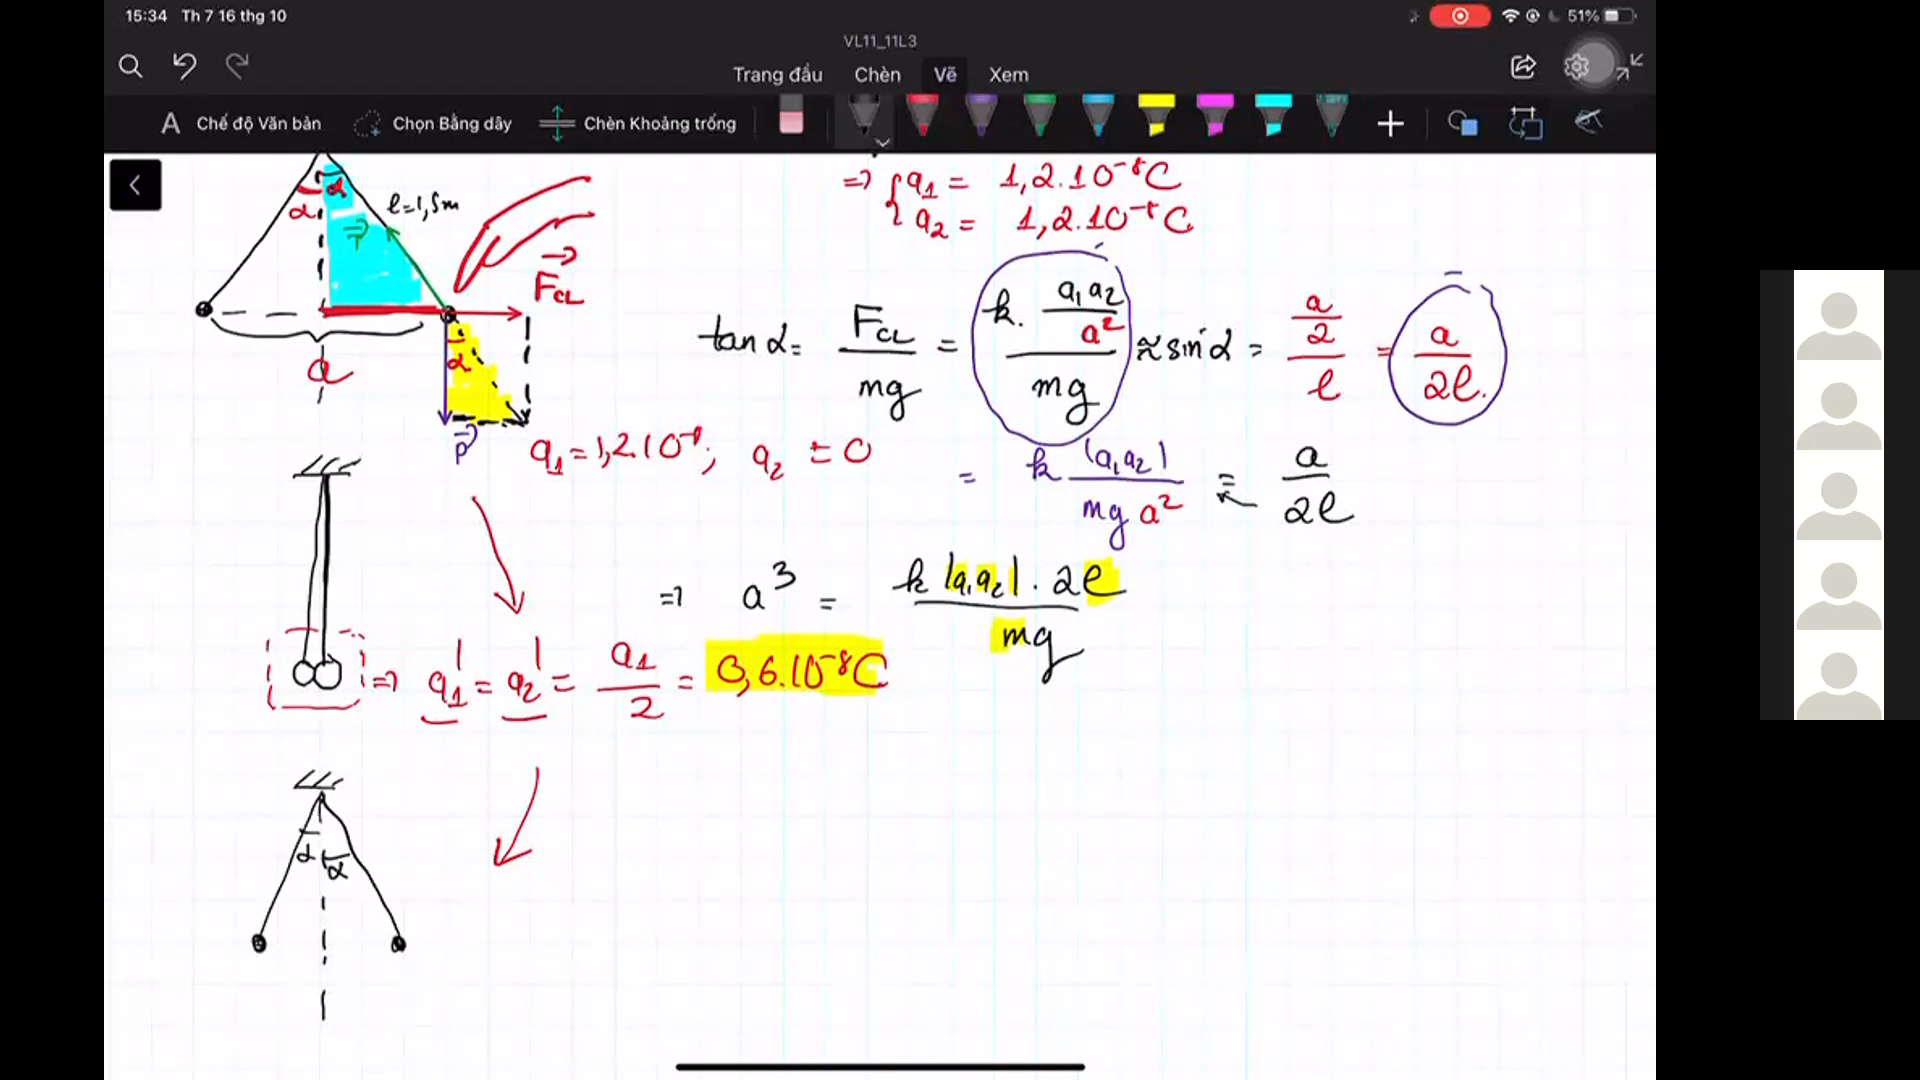 15:34 Th 7 16 thg 10
51%
VL11_11L3
Trang đầu Chèn Vẽ Xem
A Chế độ Văn bản Chọn Bằng dây Chèn Khoảng trống
=> { q1 = 1,2.10⁻⁸C
q2 = 1,2.10⁻⁸C
α α l=1,5m
T
F_CL
tan α = F_CL / mg = (k. q1q2 / a²) / mg ≈ sin α = (a/2) / l = a / 2l.
α
a
P
q1 = 1,2.10⁻⁸; q2 = 0
= k |q1q2| / mg a² = a / 2l
=> a³ = k |q1q2| . 2l / mg
=> q1' = q2' = q1 / 2 = 0,6.10⁻⁸C
α α